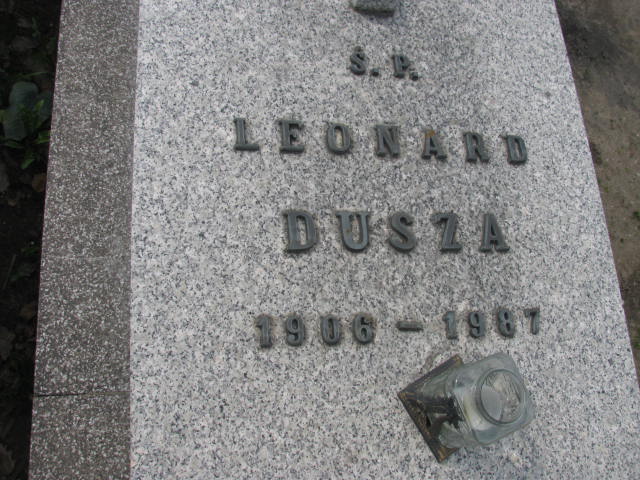 Ś. P.
LEONARD
DUSZA
1906 - 1987